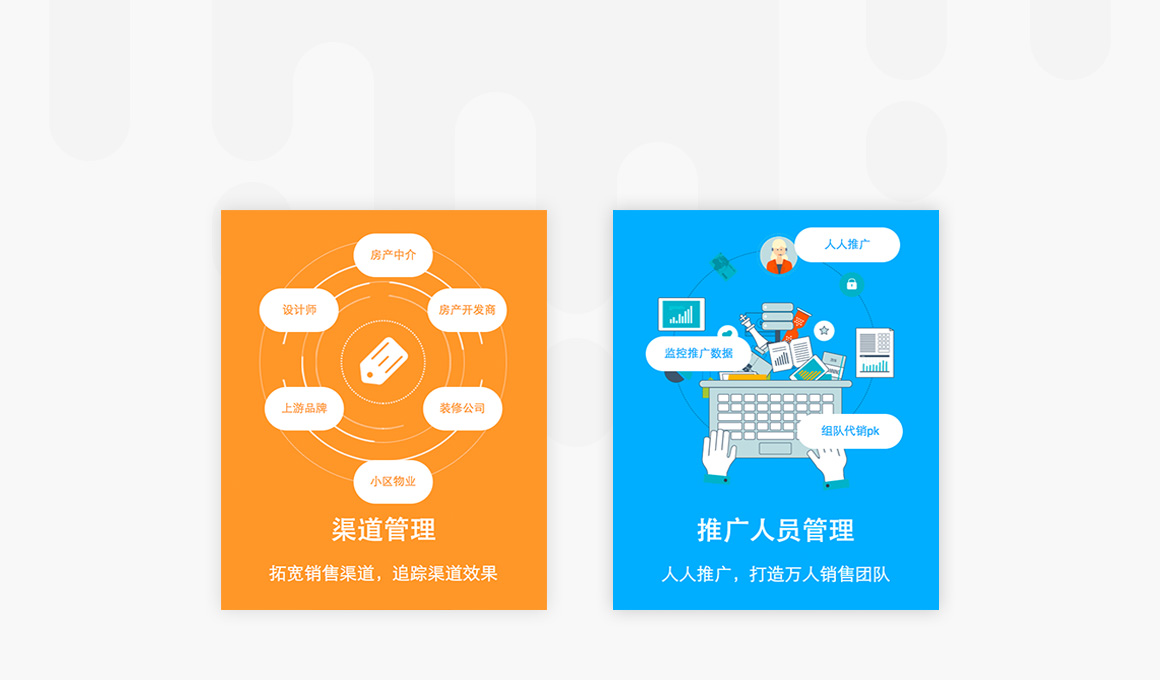 房产中介
设计师
房产开发商
上游品牌
装修公司
小区物业
渠道管理
拓宽销售渠道，追踪渠道效果
人人推广
监控推广数据
组队代销pk
推广人员管理
人人推广，打造万人销售团队